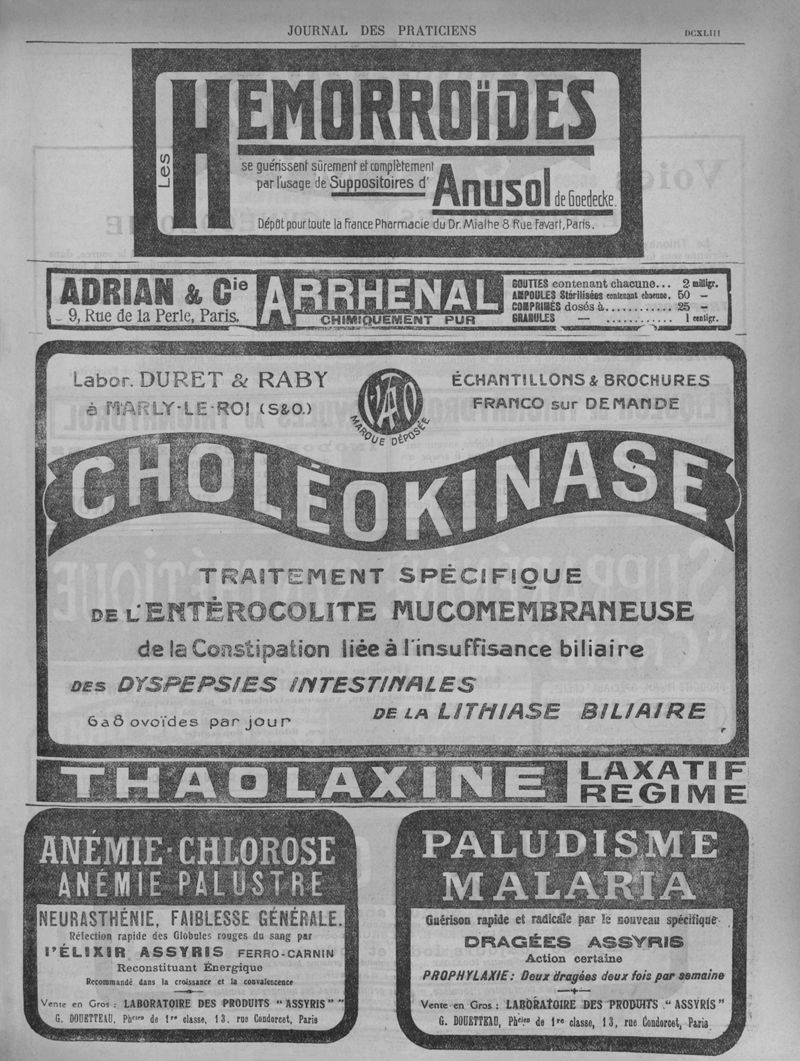 JOURNAL DES PRATICIENS
DCXLIII
Les HEMORROÏDES
se guérissent sûrement et complètement
par l'usage de Suppositoires d' Anusol de Goedecke.
Dépôt pour toute la France Pharmacie du Dr. Mialhe 8 Rue Favart, Paris.
ADRIAN & Cie
9, Rue de la Perle, Paris.
ARRHENAL
CHIMIQUEMENT PUR
GOUTTES contenant chacune... 2 milligr.
AMPOULES Stérilisées contenant chacune. 50 —
COMPRIMÉS dosés à............ 25 —
GRANULES — ............ 1 centigr.
Labor. DURET & RABY
à MARLY-LE-ROI (S&O.)
MARQUE DÉPOSÉE
ÉCHANTILLONS & BROCHURES
FRANCO sur DEMANDE
CHOLÉOKINASE
TRAITEMENT SPÉCIFIQUE
DE L'ENTÉROCOLITE MUCOMEMBRANEUSE
de la Constipation liée à l'insuffisance biliaire
DES DYSPEPSIES INTESTINALES
6 a 8 ovoïdes par jour
DE LA LITHIASE BILIAIRE
THAOLAXINE
LAXATIF
REGIME
ANÉMIE-CHLOROSE
ANÉMIE PALUSTRE
NEURASTHÉNIE, FAIBLESSE GÉNÉRALE.
Réfection rapide des Globules rouges du sang par
l'ÉLIXIR ASSYRIS FERRO-CARNIN
Reconstituant Énergique
Recommandé dans la croissance et la convalescence
Vente en Gros : LABORATOIRE DES PRODUITS "ASSYRIS"
G. DOUETTEAU, Phcien de 1re classe, 13, rue Condorcet, Paris
PALUDISME
MALARIA
Guérison rapide et radicale par le nouveau spécifique
DRAGÉES ASSYRIS
Action certaine
PROPHYLAXIE : Deux dragées deux fois par semaine
Vente en Gros : LABORATOIRE DES PRODUITS "ASSYRIS"
G. DOUETTEAU, Phcien de 1re classe, 13, rue Condorcet, Paris